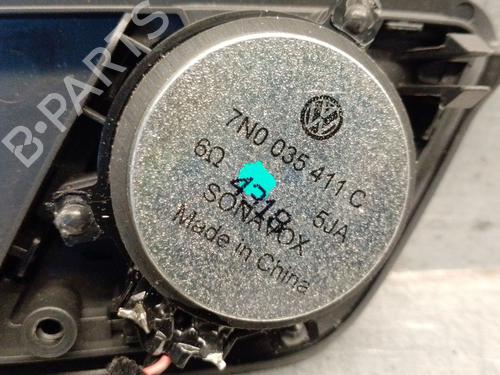 B-PARTS
7N0 035 411 C
6Ω 5JA
4318
SONAVOX
Made in China